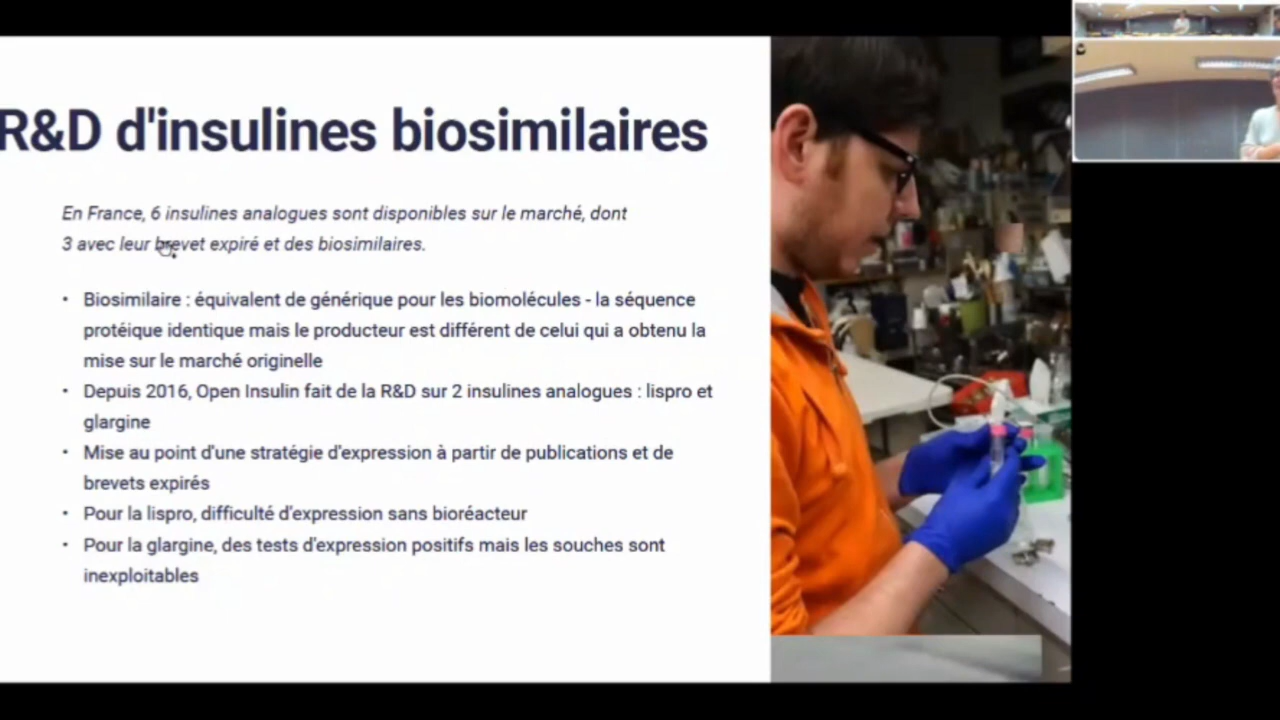 R&D d'insulines biosimilaires
En France, 6 insulines analogues sont disponibles sur le marché, dont
3 avec leur brevet expiré et des biosimilaires.
• Biosimilaire : équivalent de générique pour les biomolécules - la séquence
protéique identique mais le producteur est différent de celui qui a obtenu la
mise sur le marché originelle
• Depuis 2016, Open Insulin fait de la R&D sur 2 insulines analogues : lispro et
glargine
• Mise au point d'une stratégie d'expression à partir de publications et de
brevets expirés
• Pour la lispro, difficulté d'expression sans bioréacteur
• Pour la glargine, des tests d'expression positifs mais les souches sont
inexploitables